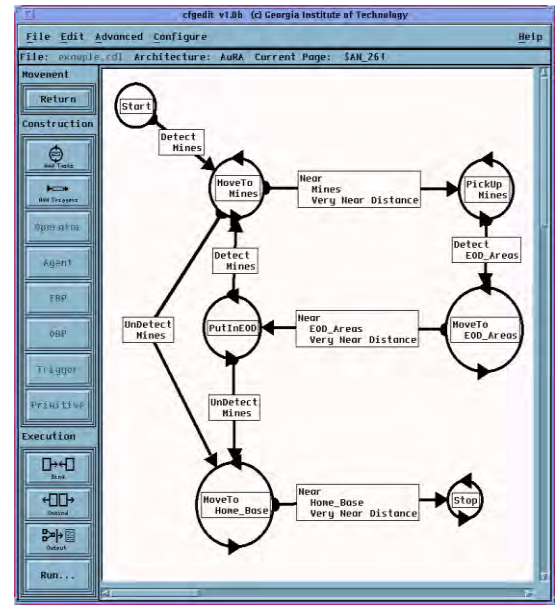 cfgedit v1.0b (c) Georgia Institute of Technology
File Edit Advanced Configure Help
File: example.cdl Architecture: AuRA Current Page: $AN_261
Movement
Return
Construction
Add Tasks
Add Triggers
Operator
Agent
FBP
OBP
Trigger
Primitive
Execution
Bind
Unbind
Output
Run...
Start
Detect
Mines
MoveTo
Mines
Near
Mines
Very Near Distance
PickUp
Mines
Detect
Mines
Detect
EOD_Areas
UnDetect
Mines
PutInEOD
Near
EOD_Areas
Very Near Distance
MoveTo
EOD_Areas
UnDetect
Mines
MoveTo
Home_Base
Near
Home_Base
Very Near Distance
Stop